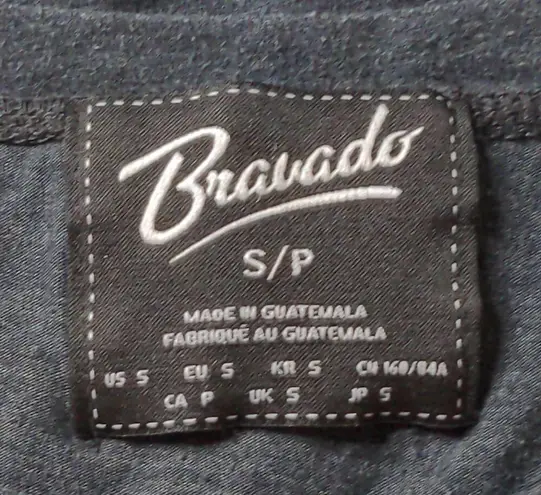 Bravado
S/P
MADE IN GUATEMALA
FABRIQUÉ AU GUATEMALA
US S EU S KR S CN 160/84A
CA P UK S JP S